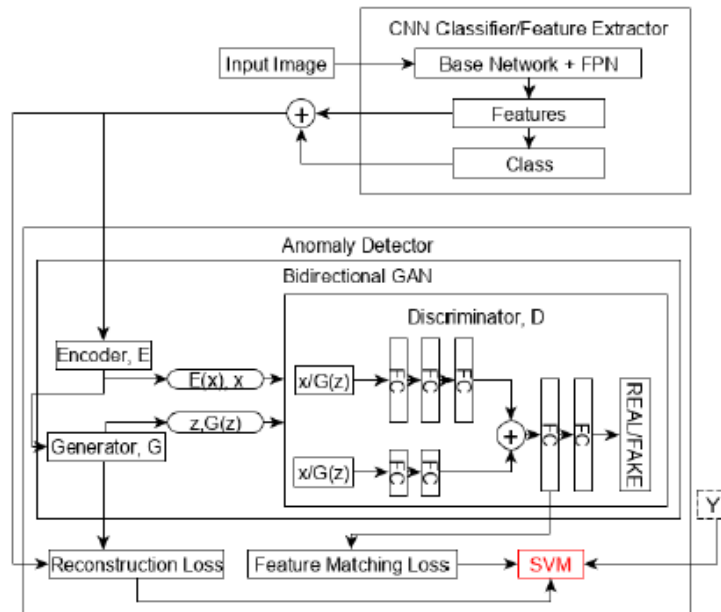 CNN Classifier/Feature Extractor
Input Image
Base Network + FPN
+
Features
Class
Anomaly Detector
Bidirectional GAN
Discriminator, D
Encoder, E
E(x), x
x/G(z)
FC
FC
FC
REAL/FAKE
z,G(z)
Generator, G
+
FC
FC
x/G(z)
FC
FC
Y
Reconstruction Loss
Feature Matching Loss
SVM